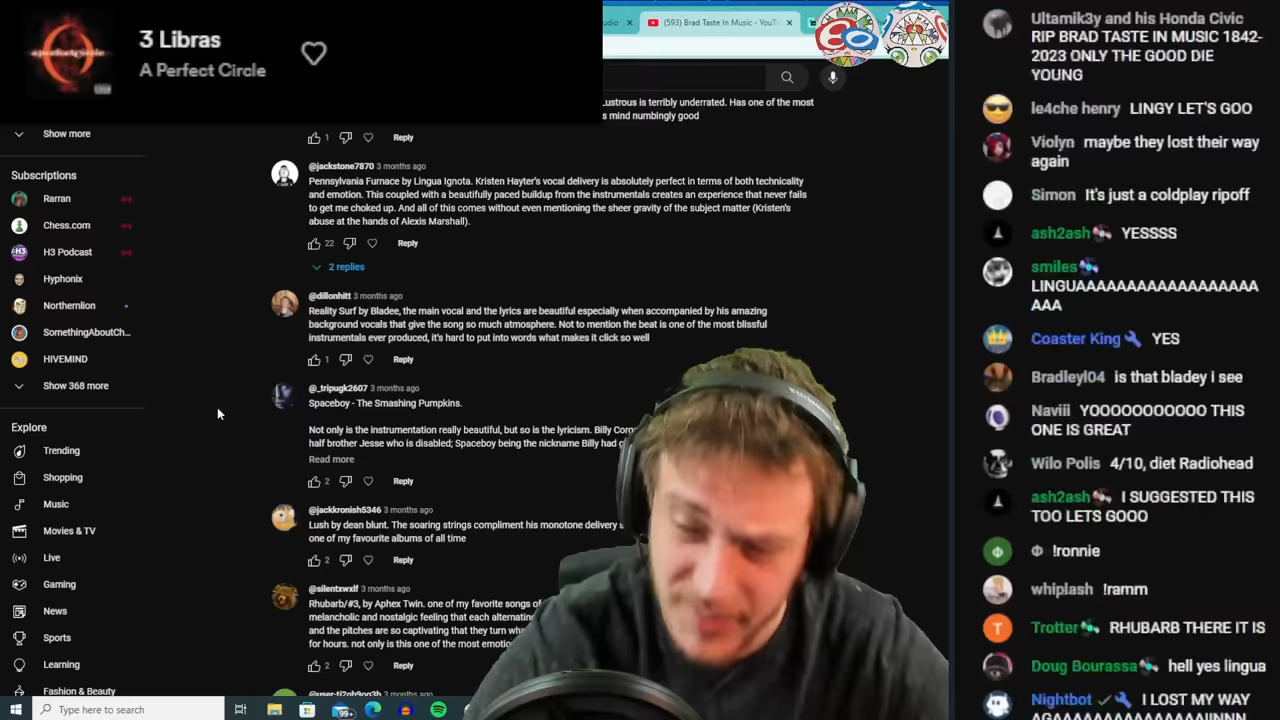 3 Libras
A Perfect Circle
(593) Brad Taste In Music - YouT
Show more
Subscriptions
Rarran
Chess.com
H3 Podcast
Hyphonix
Northernlion
SomethingAboutCh...
HIVEMIND
Show 368 more
Explore
Trending
Shopping
Music
Movies & TV
Live
Gaming
News
Sports
Learning
Fashion & Beauty
Lustrous is terribly underrated. Has one of the most
mind numbingly good
1 Reply
@jackstone7870 3 months ago
Pennsylvania Furnace by Lingua Ignota. Kristen Hayter's vocal delivery is absolutely perfect in terms of both technicality
and emotion. This coupled with a beautifully paced buildup from the instrumentals creates an experience that never fails
to get me choked up. And all of this comes without even mentioning the sheer gravity of the subject matter (Kristen's
abuse at the hands of Alexis Marshall).
22 Reply
2 replies
@dillonhitt 3 months ago
Reality Surf by Bladee, the main vocal and the lyrics are beautiful especially when accompanied by his amazing
background vocals that give the song so much atmosphere. Not to mention the beat is one of the most blissful
instrumentals ever produced, it's hard to put into words what makes it click so well
1 Reply
@_tripugk2607 3 months ago
Spaceboy - The Smashing Pumpkins.
Not only is the instrumentation really beautiful, but so is the lyricism. Billy Corg
half brother Jesse who is disabled; Spaceboy being the nickname Billy had g
Read more
2 Reply
@jackkronish5346 3 months ago
Lush by dean blunt. The soaring strings compliment his monotone delivery s
one of my favourite albums of all time
2 Reply
@silentxwxlf 3 months ago
Rhubarb/#3, by Aphex Twin. one of my favorite songs of
melancholic and nostalgic feeling that each alternating
and the pitches are so captivating that they turn wha
for hours. not only is this one of the most emotio
2 Reply
3 months ago
Type here to search
99+
Ultamik3y and his Honda Civic
RIP BRAD TASTE IN MUSIC 1842-
2023 ONLY THE GOOD DIE
YOUNG
le4che henry LINGY LET'S GOO
Violyn maybe they lost their way
again
Simon It's just a coldplay ripoff
ash2ash YESSSS
smiles
LINGUAAAAAAAAAAAAAAAAA
AAA
Coaster King YES
Bradleyl04 is that bladey i see
Naviii YOOOOOOOOOO THIS
ONE IS GREAT
Wilo Polis 4/10, diet Radiohead
ash2ash I SUGGESTED THIS
TOO LETS GOOO
Φ !ronnie
whiplash !ramm
Trotter RHUBARB THERE IT IS
Doug Bourassa hell yes lingua
Nightbot I LOST MY WAY